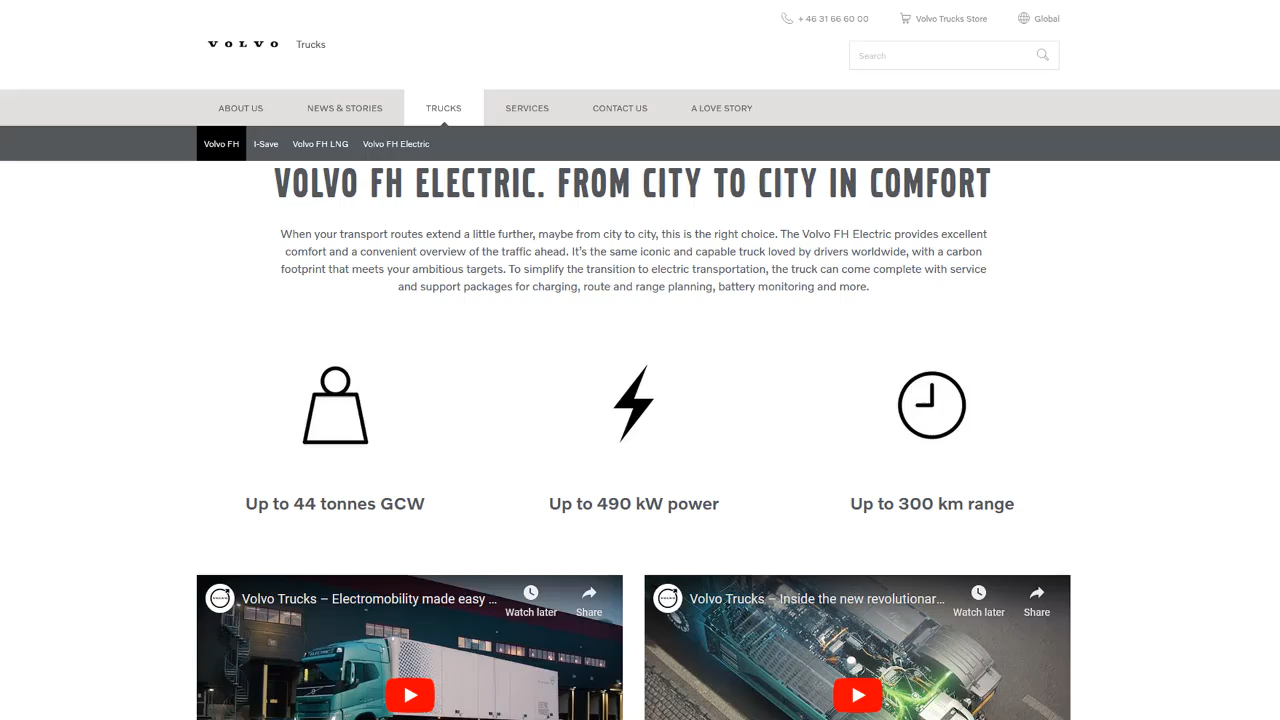 + 46 31 66 60 00
Volvo Trucks Store
Global
VOLVO
Trucks
Search
ABOUT US
NEWS & STORIES
TRUCKS
SERVICES
CONTACT US
A LOVE STORY
Volvo FH
I-Save
Volvo FH LNG
Volvo FH Electric
VOLVO FH ELECTRIC. FROM CITY TO CITY IN COMFORT
When your transport routes extend a little further, maybe from city to city, this is the right choice. The Volvo FH Electric provides excellent
comfort and a convenient overview of the traffic ahead. It's the same iconic and capable truck loved by drivers worldwide, with a carbon
footprint that meets your ambitious targets. To simplify the transition to electric transportation, the truck can come complete with service
and support packages for charging, route and range planning, battery monitoring and more.
Up to 44 tonnes GCW
Up to 490 kW power
Up to 300 km range
VOLVO
Volvo Trucks – Electromobility made easy ...
Watch later
Share
VOLVO
Volvo Trucks – Inside the new revolutionar...
Watch later
Share
ELECTRIC